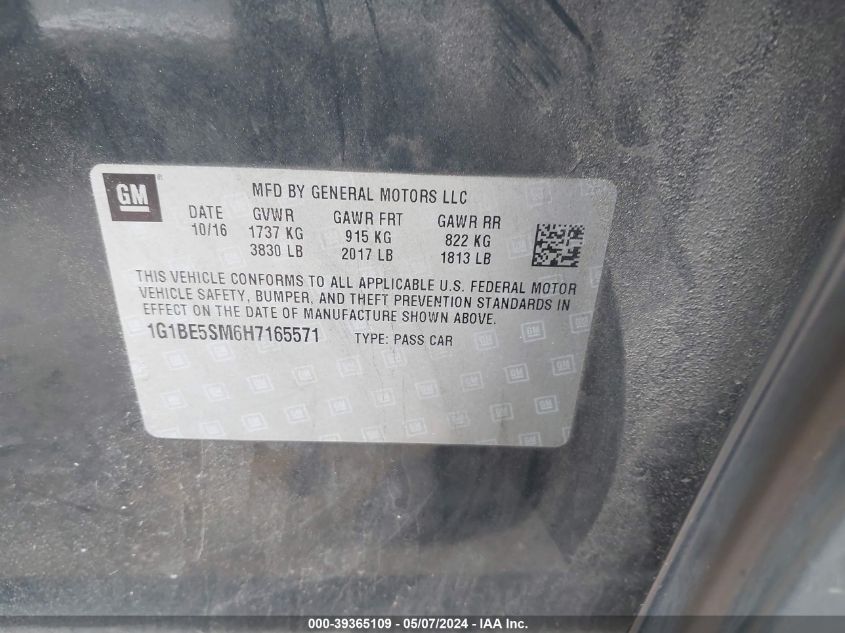 GM
MFD BY GENERAL MOTORS LLC
DATE GVWR GAWR FRT GAWR RR
10/16 1737 KG 915 KG 822 KG
3830 LB 2017 LB 1813 LB
THIS VEHICLE CONFORMS TO ALL APPLICABLE U.S. FEDERAL MOTOR
VEHICLE SAFETY, BUMPER, AND THEFT PREVENTION STANDARDS IN
EFFECT ON THE DATE OF MANUFACTURE SHOWN ABOVE.
1G1BE5SM6H7165571 TYPE: PASS CAR
000-39365109 - 05/07/2024 - IAA Inc.